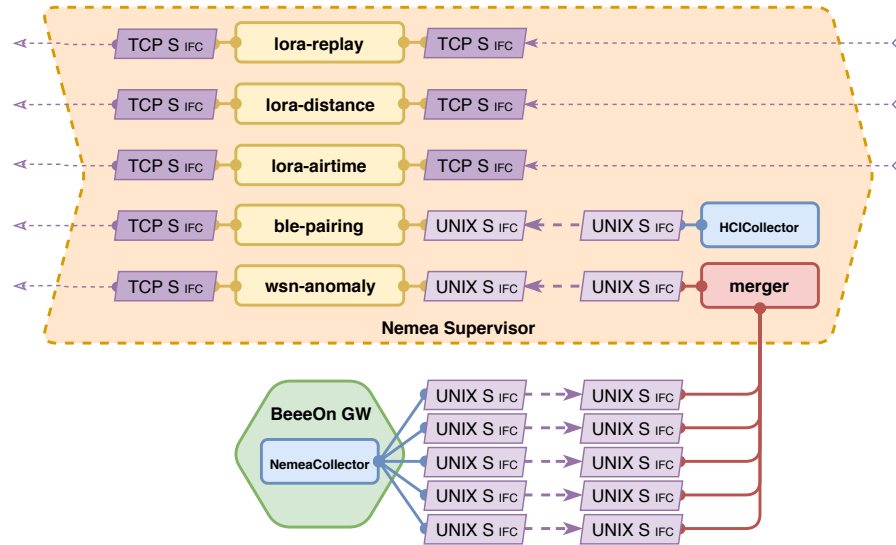 TCP S IFC lora-replay TCP S IFC
TCP S IFC lora-distance TCP S IFC
TCP S IFC lora-airtime TCP S IFC
TCP S IFC ble-pairing UNIX S IFC UNIX S IFC HCICollector
TCP S IFC wsn-anomaly UNIX S IFC UNIX S IFC merger
Nemea Supervisor
BeeeOn GW
NemeaCollector
UNIX S IFC UNIX S IFC
UNIX S IFC UNIX S IFC
UNIX S IFC UNIX S IFC
UNIX S IFC UNIX S IFC
UNIX S IFC UNIX S IFC